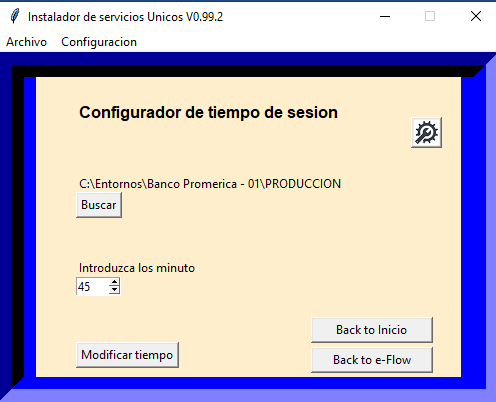 Instalador de servicios Unicos V0.99.2
Archivo Configuracion
Configurador de tiempo de sesion
C:\Entornos\Banco Promerica - 01\PRODUCCION
Buscar
Introduzca los minuto
45
Back to Inicio
Modificar tiempo
Back to e-Flow